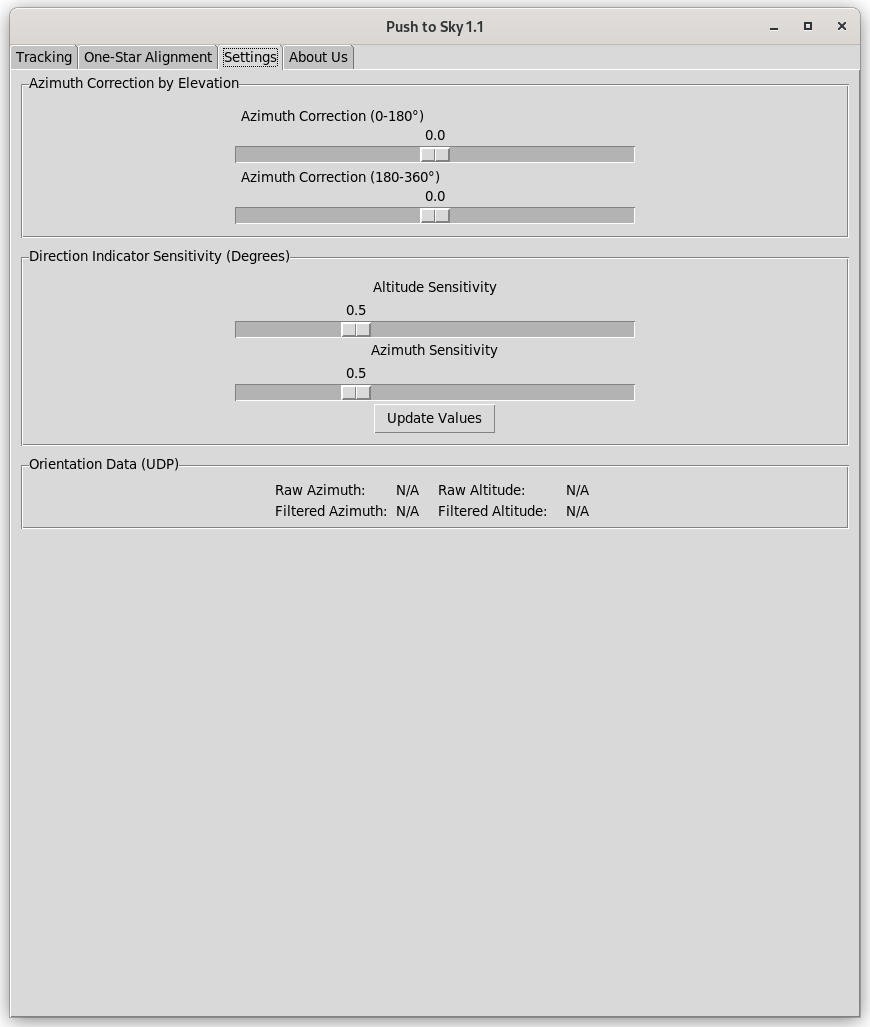 Push to Sky 1.1
Tracking One-Star Alignment Settings About Us
Azimuth Correction by Elevation
Azimuth Correction (0-180°)
0.0
Azimuth Correction (180-360°)
0.0
Direction Indicator Sensitivity (Degrees)
Altitude Sensitivity
0.5
Azimuth Sensitivity
0.5
Update Values
Orientation Data (UDP)
Raw Azimuth: N/A Raw Altitude: N/A
Filtered Azimuth: N/A Filtered Altitude: N/A